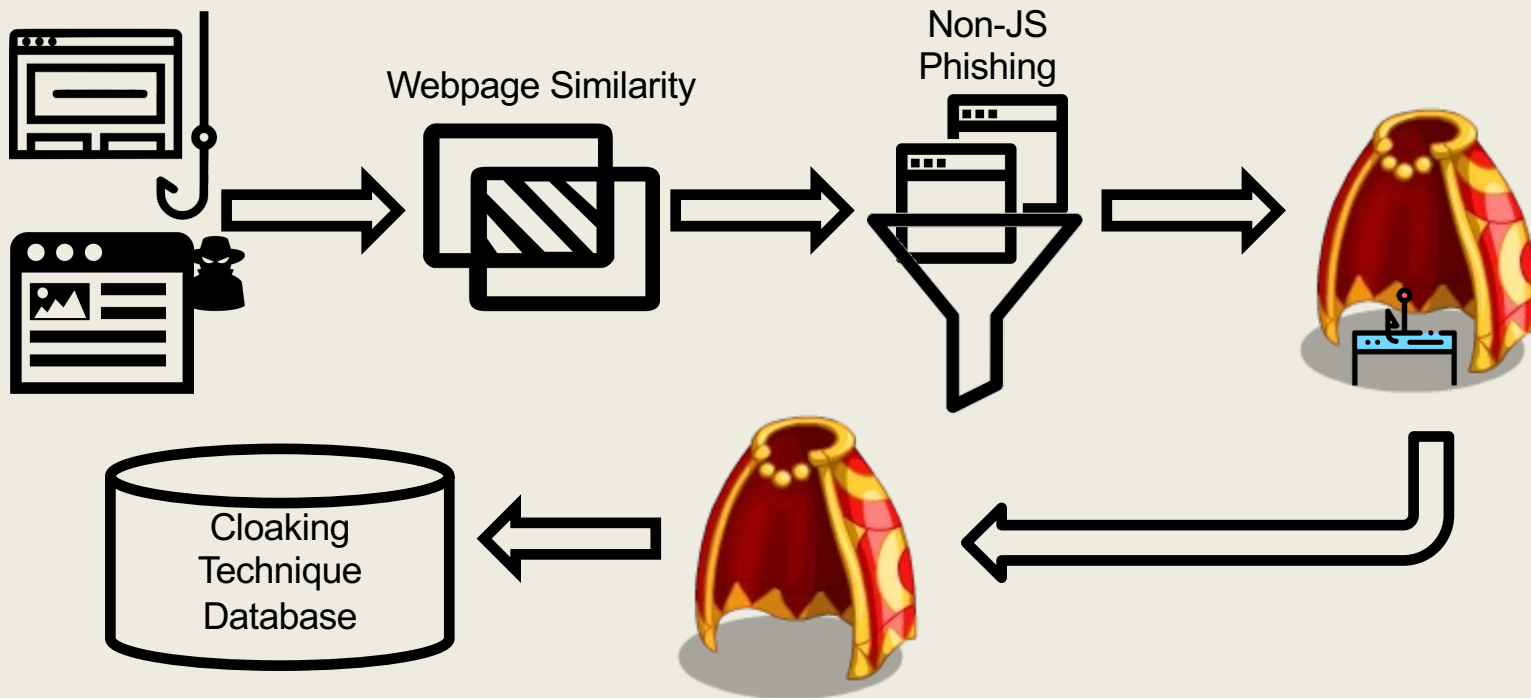 Non-JS
Phishing
Webpage Similarity
Cloaking
Technique
Database